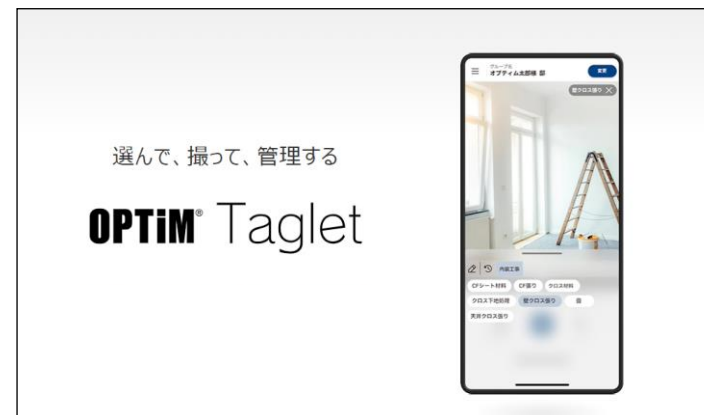 選んで、撮って、管理する
OPTiM® Taglet
グループ名
オプティム太郎様 邸
変更
壁クロス張り
内装工事
CFシート材料 CF張り クロス材料
クロス下地処理 壁クロス張り 畳
天井クロス張り